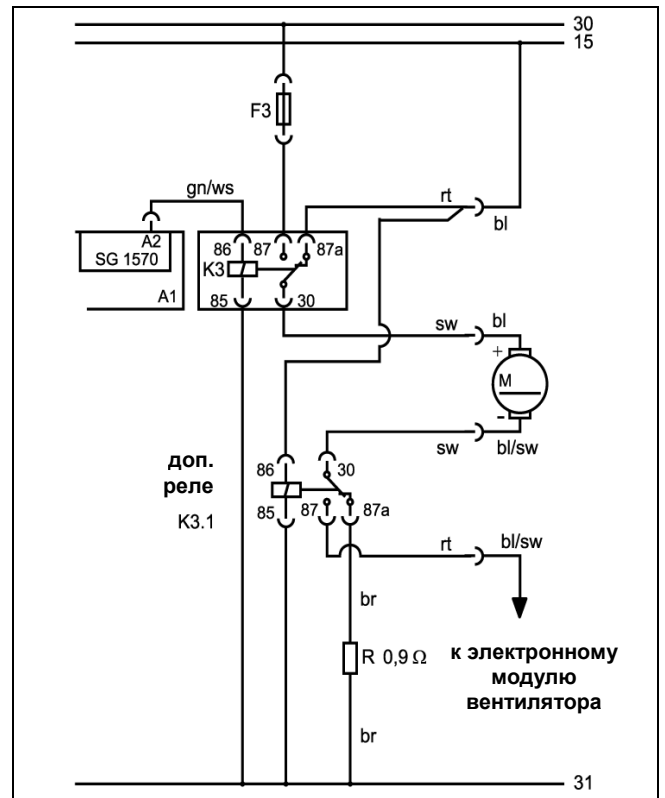 30
15
F3
gn/ws
rt
bl
A2
SG 1570
A1
86
87
87a
K3
85
30
sw
bl
+
M
-
sw
bl/sw
доп.
реле
K3.1
86
30
85
87
87a
rt
bl/sw
br
R 0,9 Ω
к электронному
модулю
вентилятора
br
31